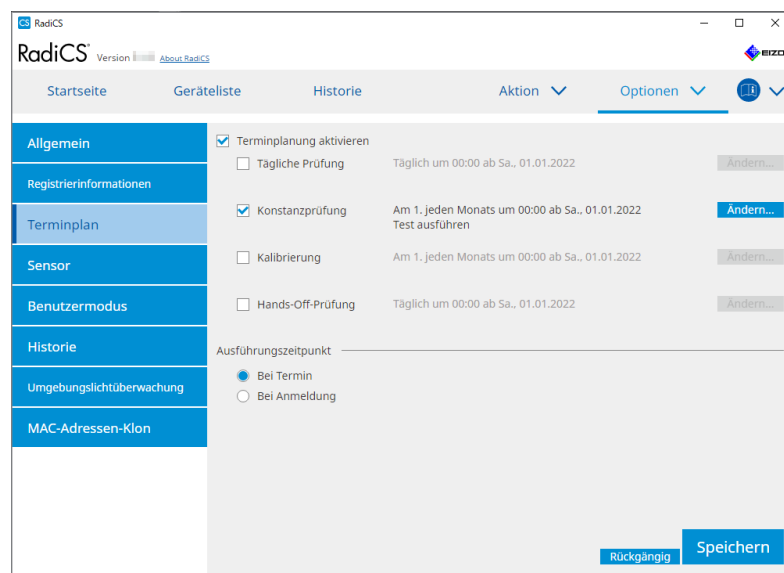 RadiCS
RadiCS® Version About RadiCS
EIZO
Startseite Geräteliste Historie Aktion Optionen
Allgemein
Registrierinformationen
Terminplan
Sensor
Benutzermodus
Historie
Umgebungslichtüberwachung
MAC-Adressen-Klon
Terminplanung aktivieren
Tägliche Prüfung Täglich um 00:00 ab Sa., 01.01.2022 Ändern...
Konstanzprüfung Am 1. jeden Monats um 00:00 ab Sa., 01.01.2022 Ändern...
Test ausführen
Kalibrierung Am 1. jeden Monats um 00:00 ab Sa., 01.01.2022 Ändern...
Hands-Off-Prüfung Täglich um 00:00 ab Sa., 01.01.2022 Ändern...
Ausführungszeitpunkt
Bei Termin
Bei Anmeldung
Rückgängig Speichern